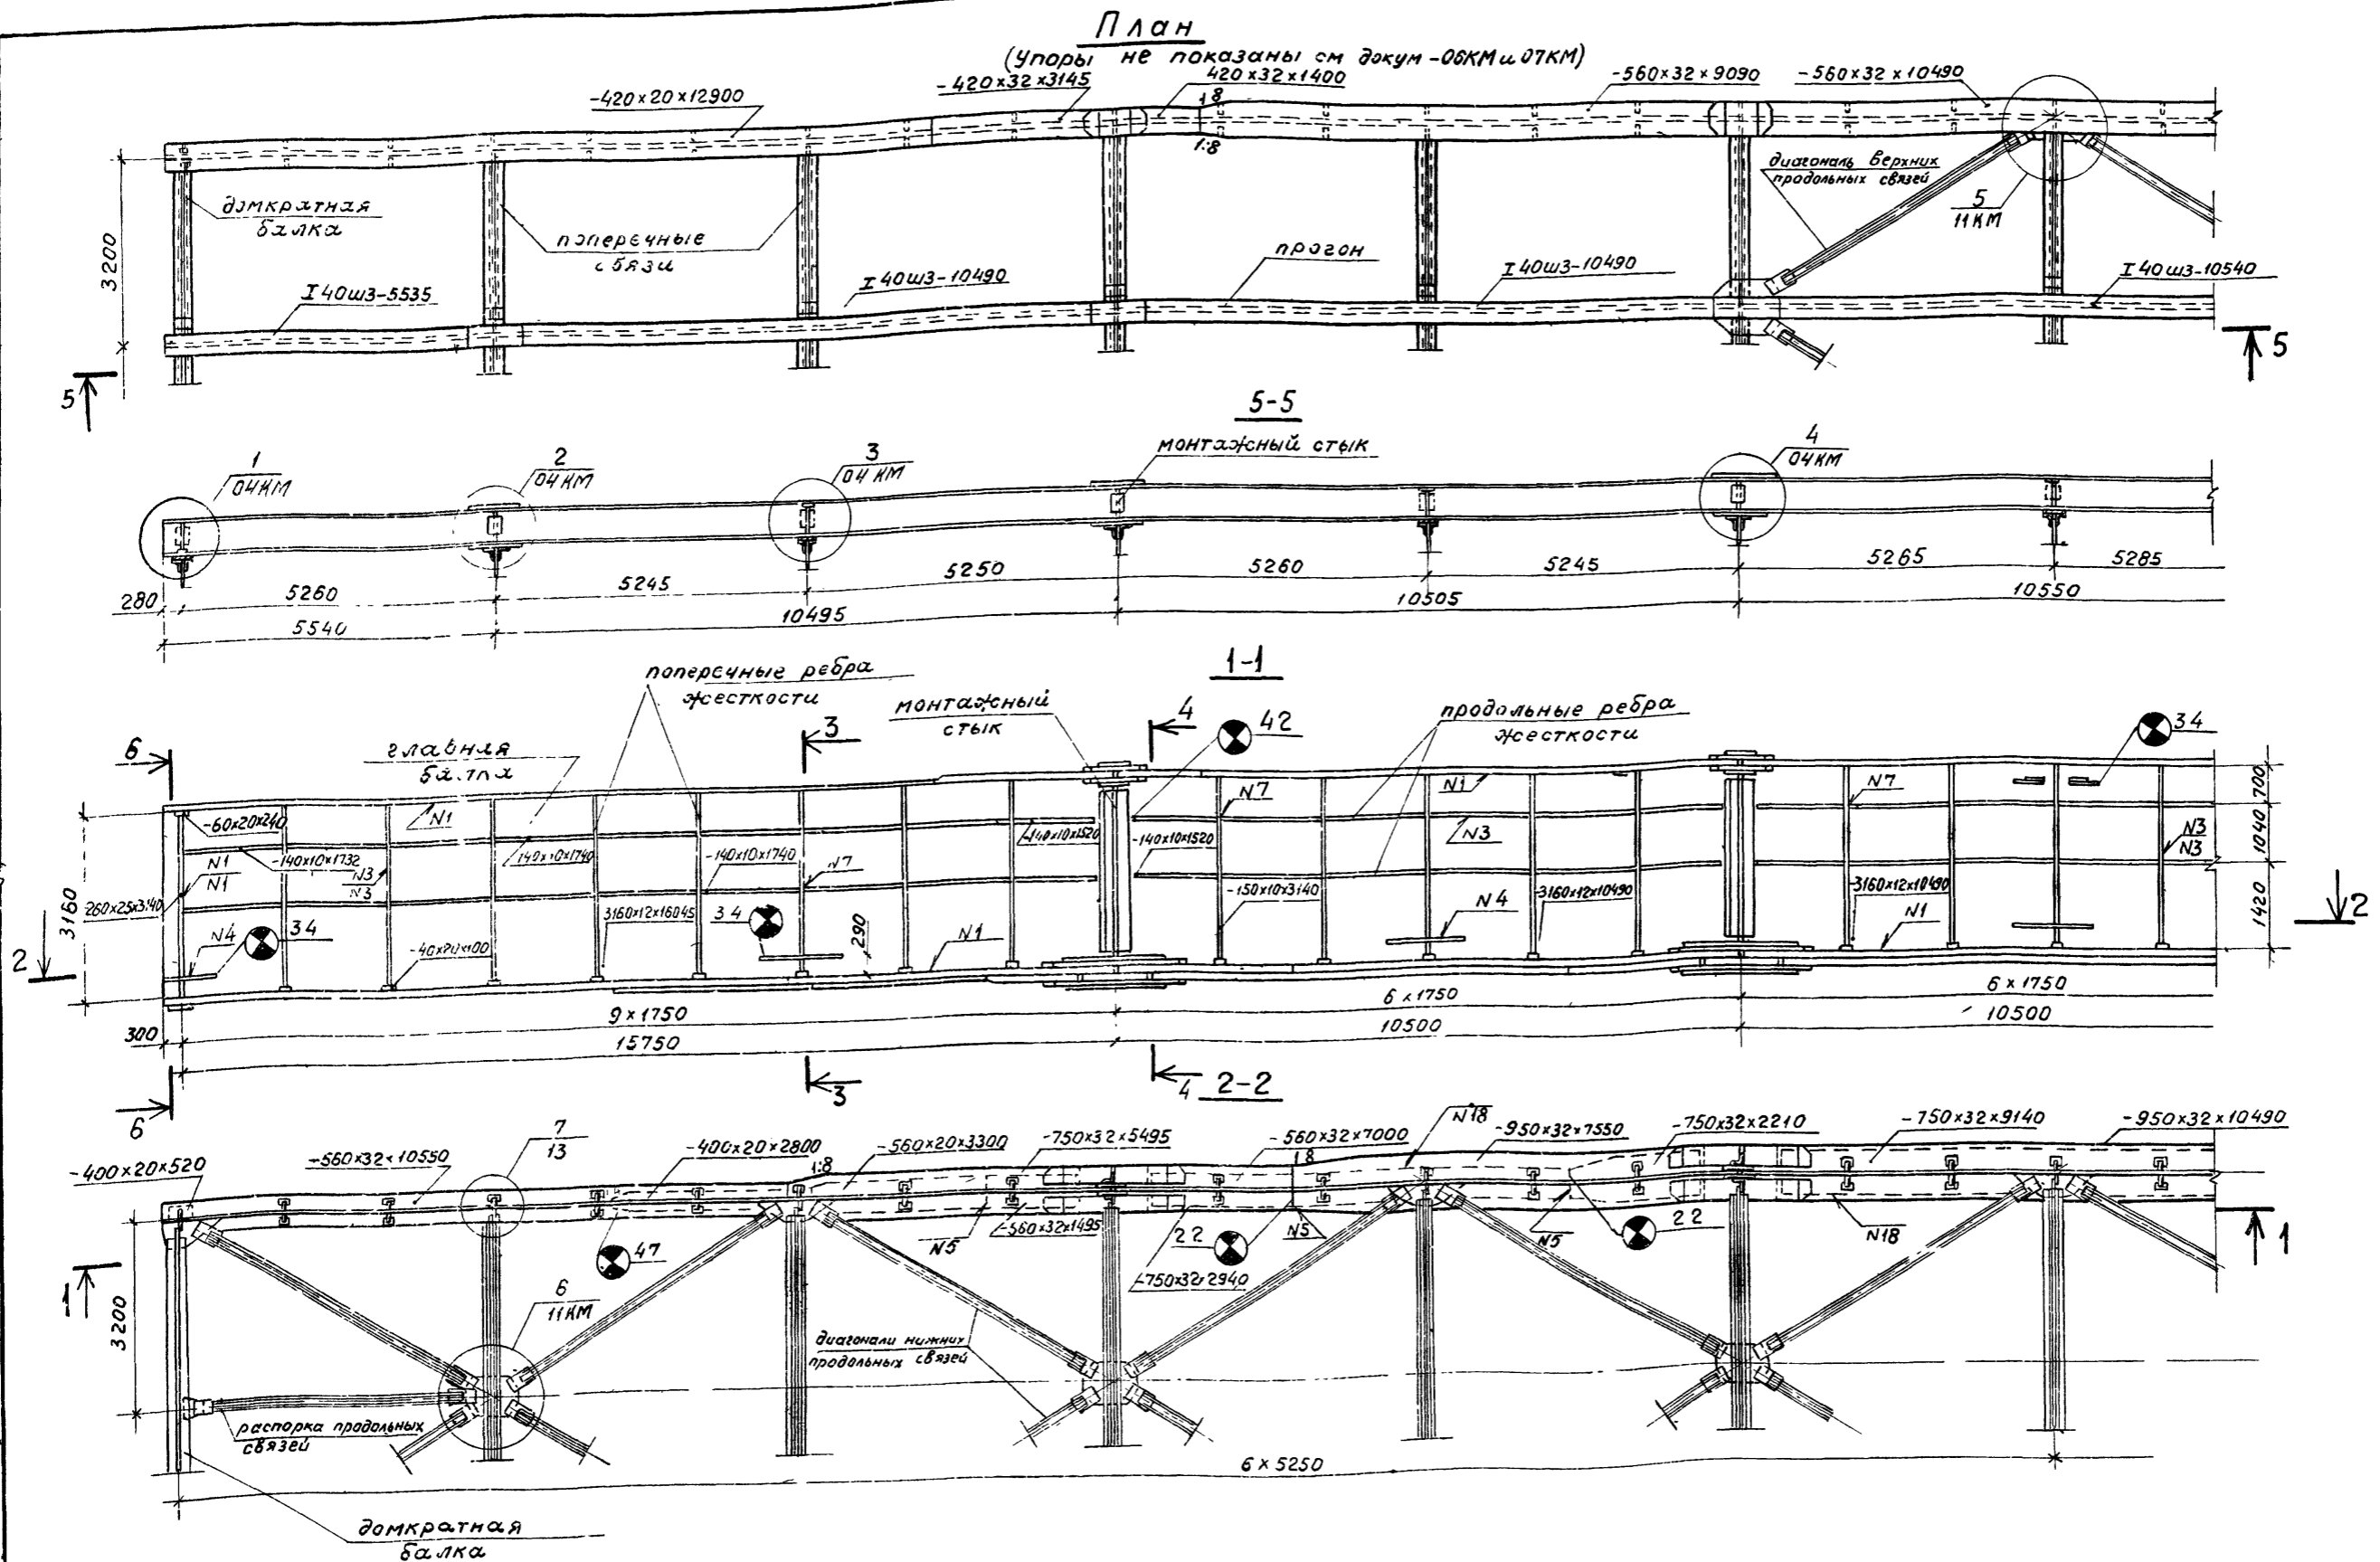 План
(Упоры не показаны см докум -06КМ и 07КМ)
-420×20×12900
-420×32×3145
420×32×1400
1:8
1:8
-560×32×9090
-560×32×10490
3200
домкратная
балка
поперечные
связи
прогон
диагональ верхних
продольных связей
5
11КМ
I40Ш3-5535
I40Ш3-10490
I40Ш3-10490
I40Ш3-10540
5
5
5-5
монтажный стык
1
04КМ
2
04КМ
3
04КМ
4
04КМ
280
5260
5245
5250
5260
5245
5265
5285
5540
10495
10505
10550
1-1
поперечные ребра
жесткости
монтажный
стык
продольные ребра
жесткости
главная
балка
6
3
4
42
34
N1
N7
N1
N7
-60×20×240
-140×10×1732
140×10×1740
-140×10×1740
-140×10×1520
-140×10×1520
N3
N1
N1
N3
N3
N7
N3
N3
700
1040
1420
3160
260×25×3140
N4
34
-40×20×100
3160×12×16045
34
290
N1
-150×10×3140
N4
3160×12×10490
-3160×12×10490
N1
2
2
300
9×1750
6×1750
6×1750
15750
10500
10500
6
3
4
2-2
7
13
-400×20×520
-560×32×10550
-400×20×2800
1:8
-560×20×3300
-750×32×5495
-560×32×7000
1:8
N18
-950×32×7550
-750×32×2210
-750×32×9140
-950×32×10490
47
N5
-560×32×1495
22
N5
-750×32×2940
N5
22
N18
1
1
3200
6
11КМ
диагонали нижних
продольных связей
распорка продольных
связей
6×5250
домкратная
балка